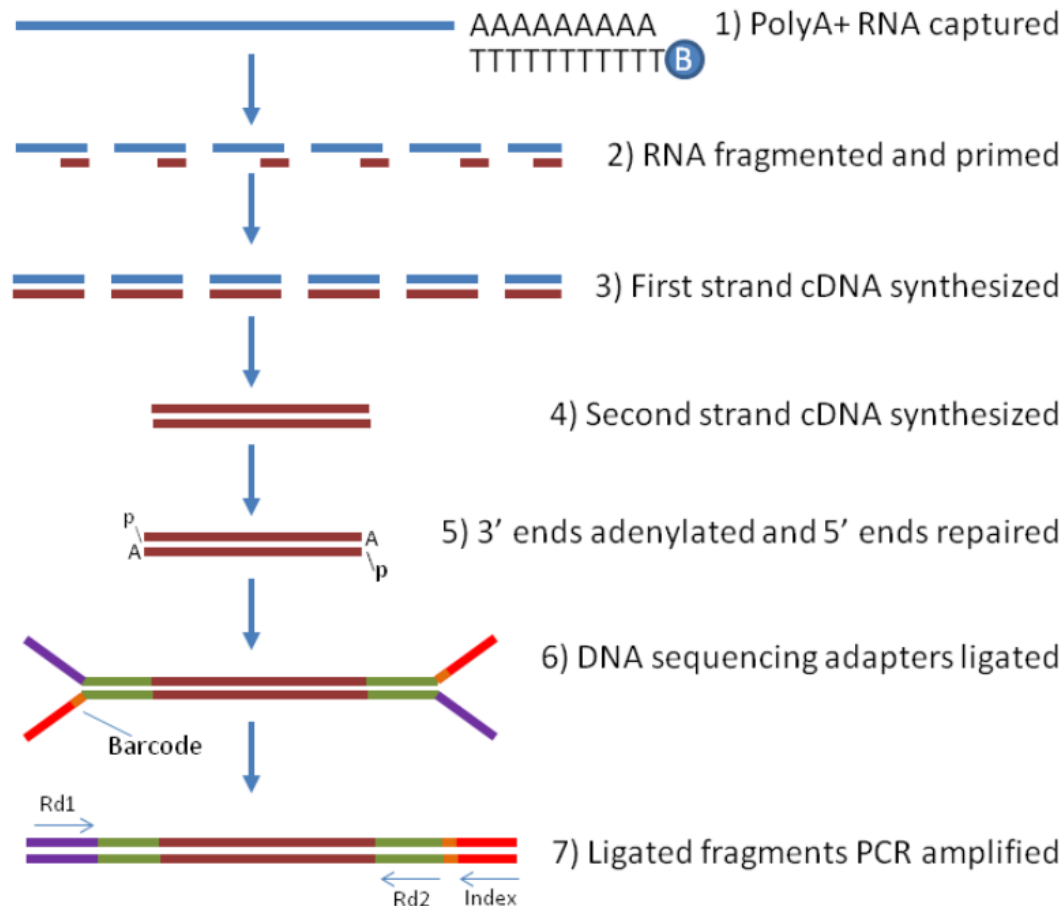 AAAAAAAAA
1) PolyA+ RNA captured
TTTTTTTTTTT B
2) RNA fragmented and primed
3) First strand cDNA synthesized
4) Second strand cDNA synthesized
p
A
A
p
5) 3’ ends adenylated and 5’ ends repaired
6) DNA sequencing adapters ligated
Barcode
Rd1
7) Ligated fragments PCR amplified
Rd2
Index